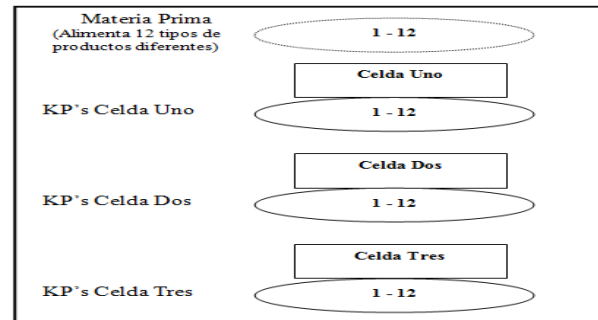 Materia Prima
(Alimenta 12 tipos de
productos diferentes)
1 - 12
Celda Uno
KP's Celda Uno
1 - 12
Celda Dos
KP's Celda Dos
1 - 12
Celda Tres
KP's Celda Tres
1 - 12